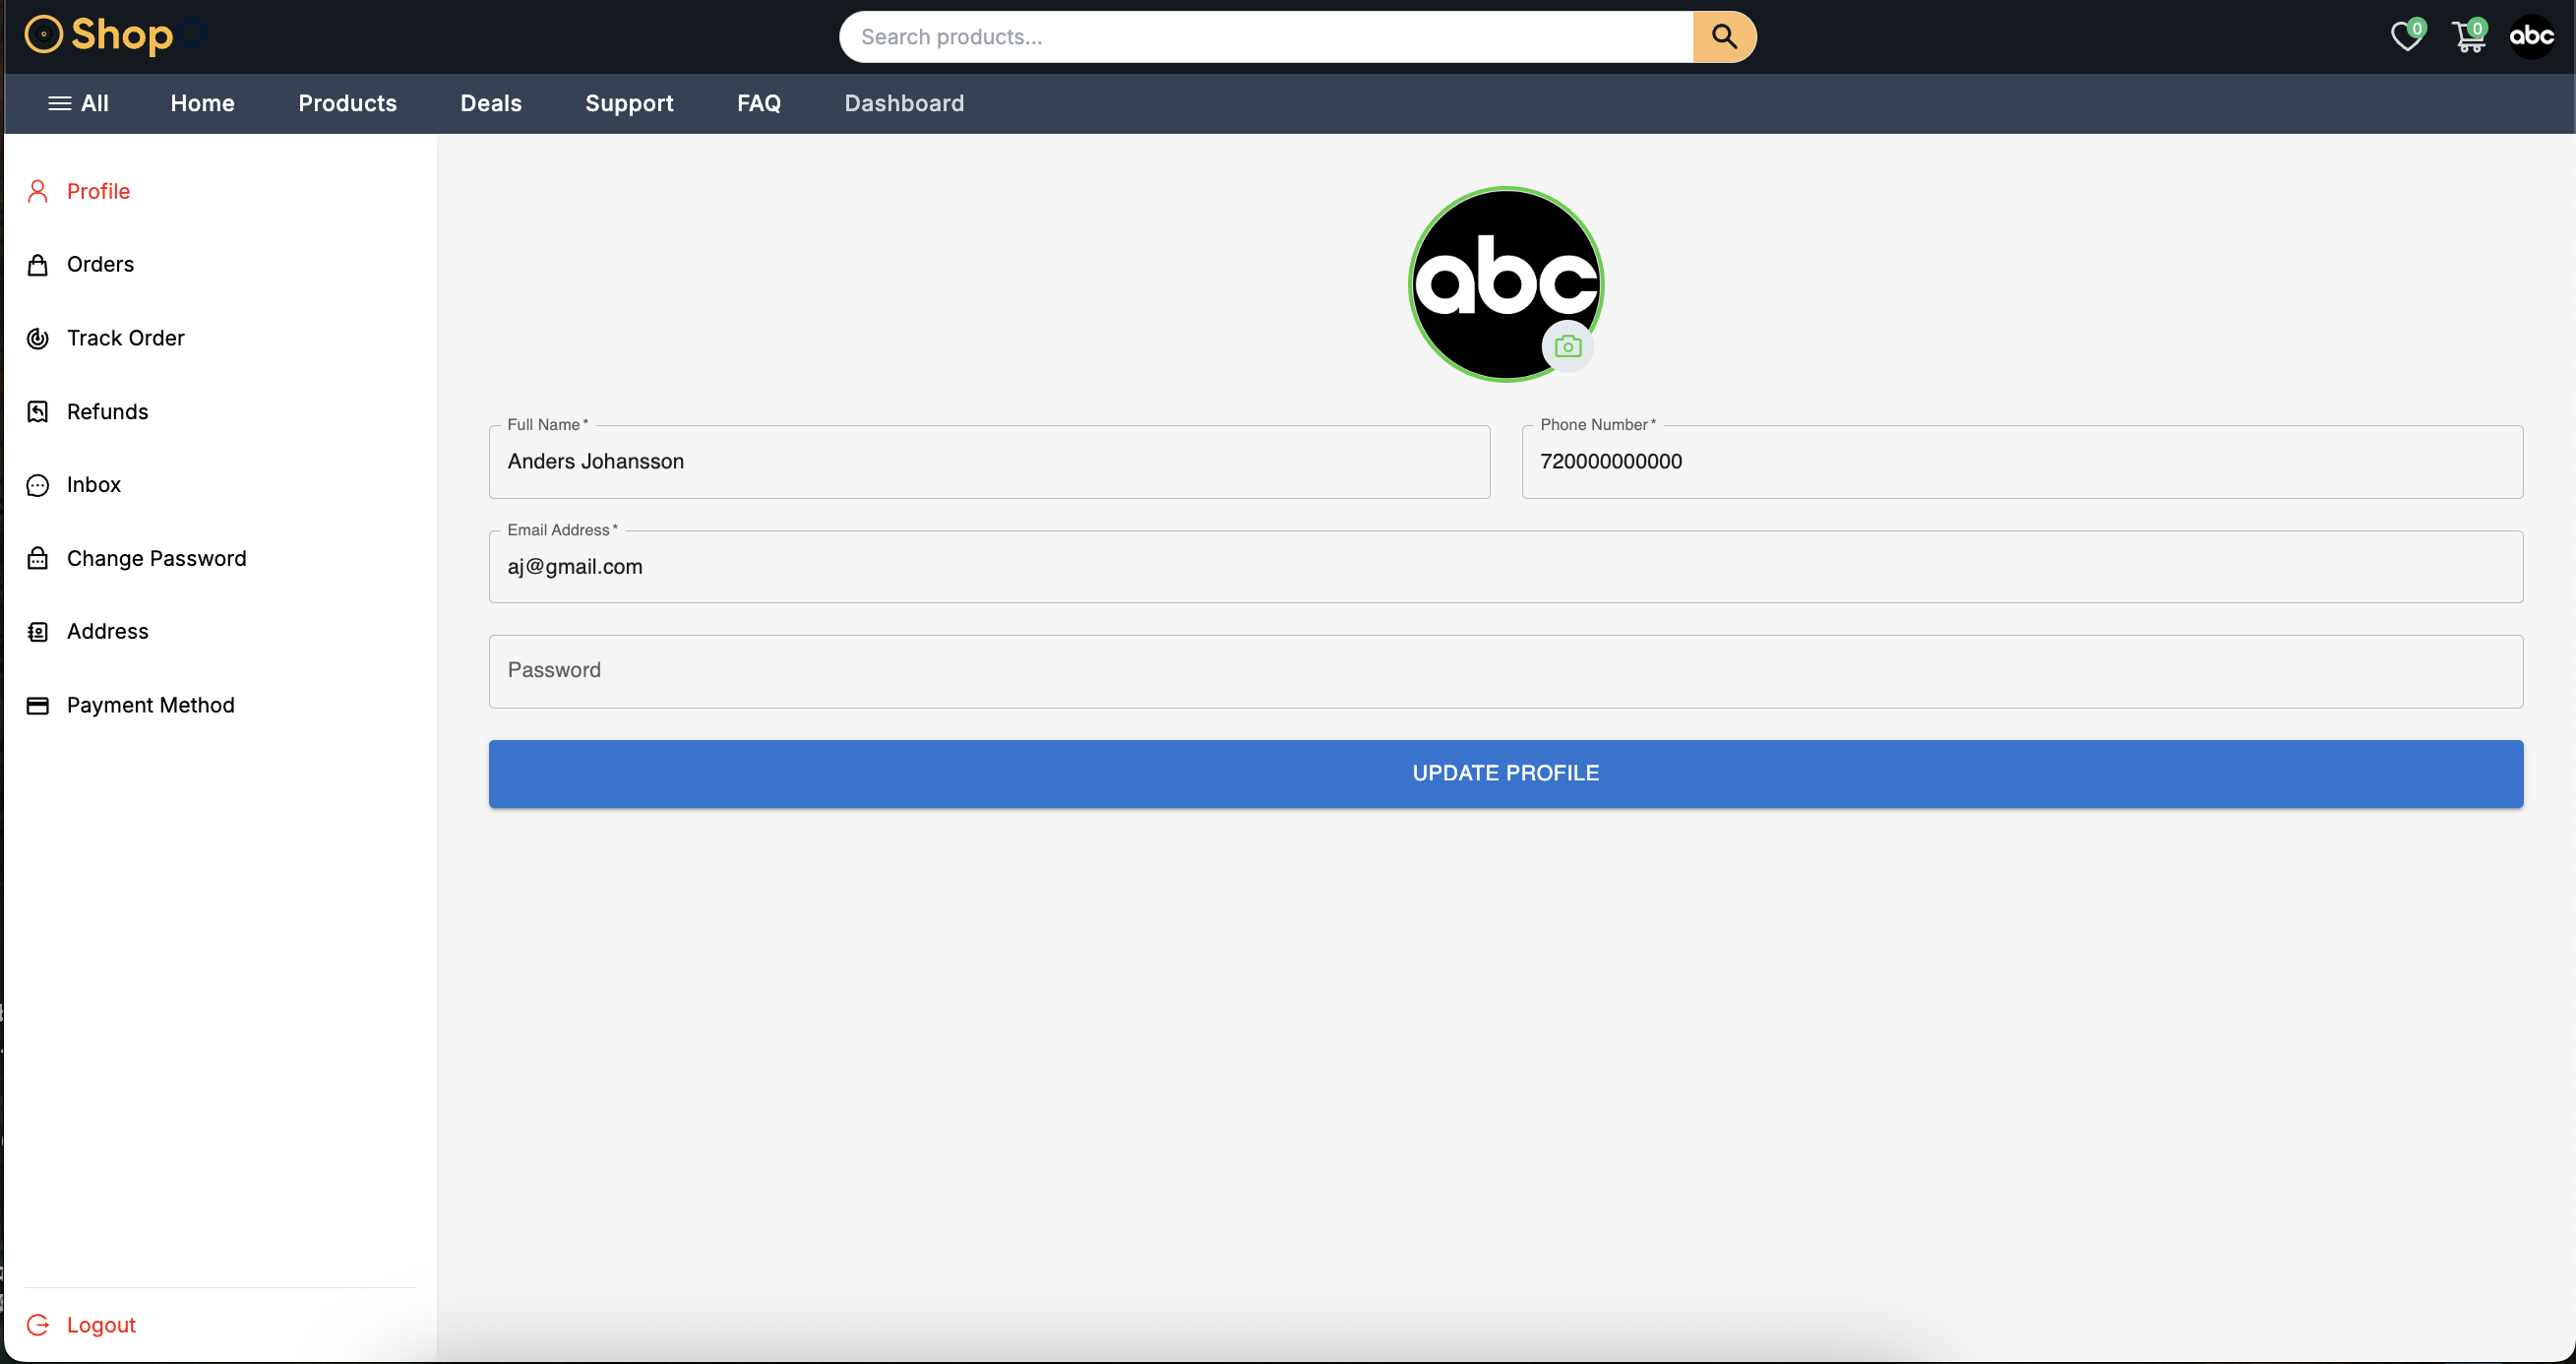 ShopO
Search products...
0
0
abc
All Home Products Deals Support FAQ Dashboard
Profile
Orders
Track Order
Refunds
Inbox
Change Password
Address
Payment Method
Logout
abc
Full Name *
Anders Johansson
Phone Number *
720000000000
Email Address *
aj@gmail.com
Password
UPDATE PROFILE